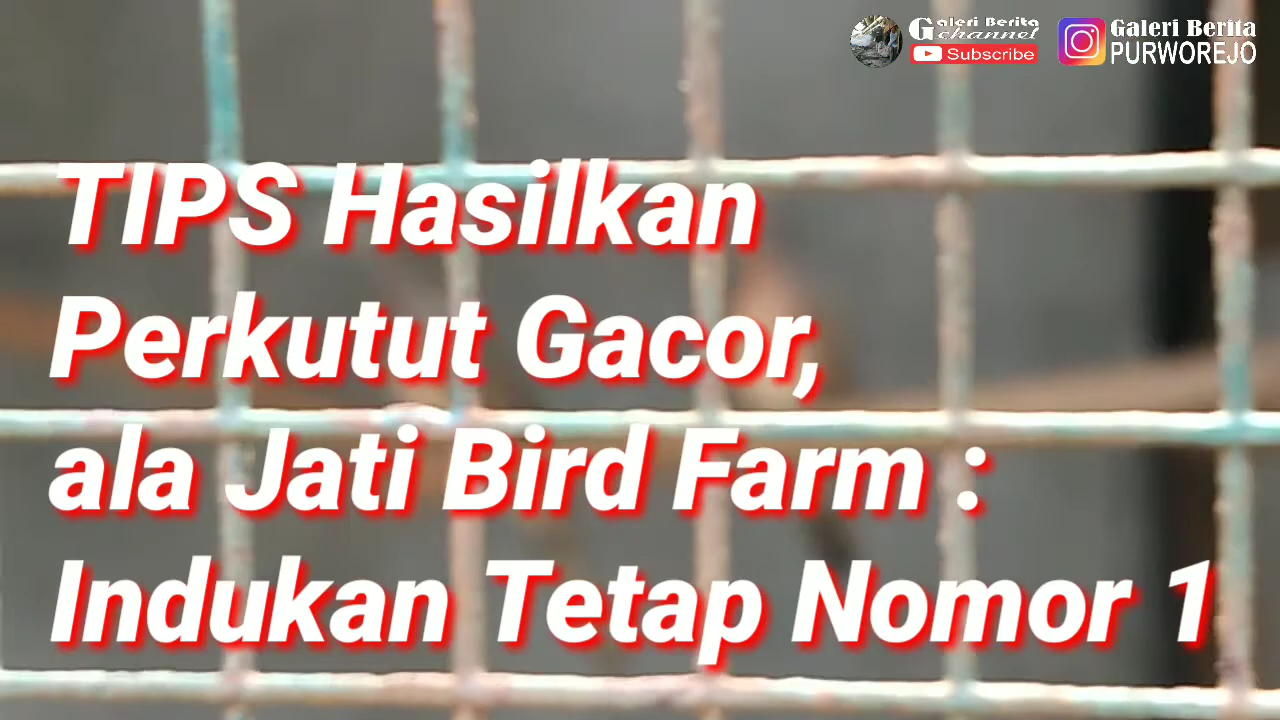 Galeri Berita
channel
Subscribe
Galeri Berita
PURWOREJO
TIPS Hasilkan
Perkutut Gacor,
ala Jati Bird Farm :
Indukan Tetap Nomor 1